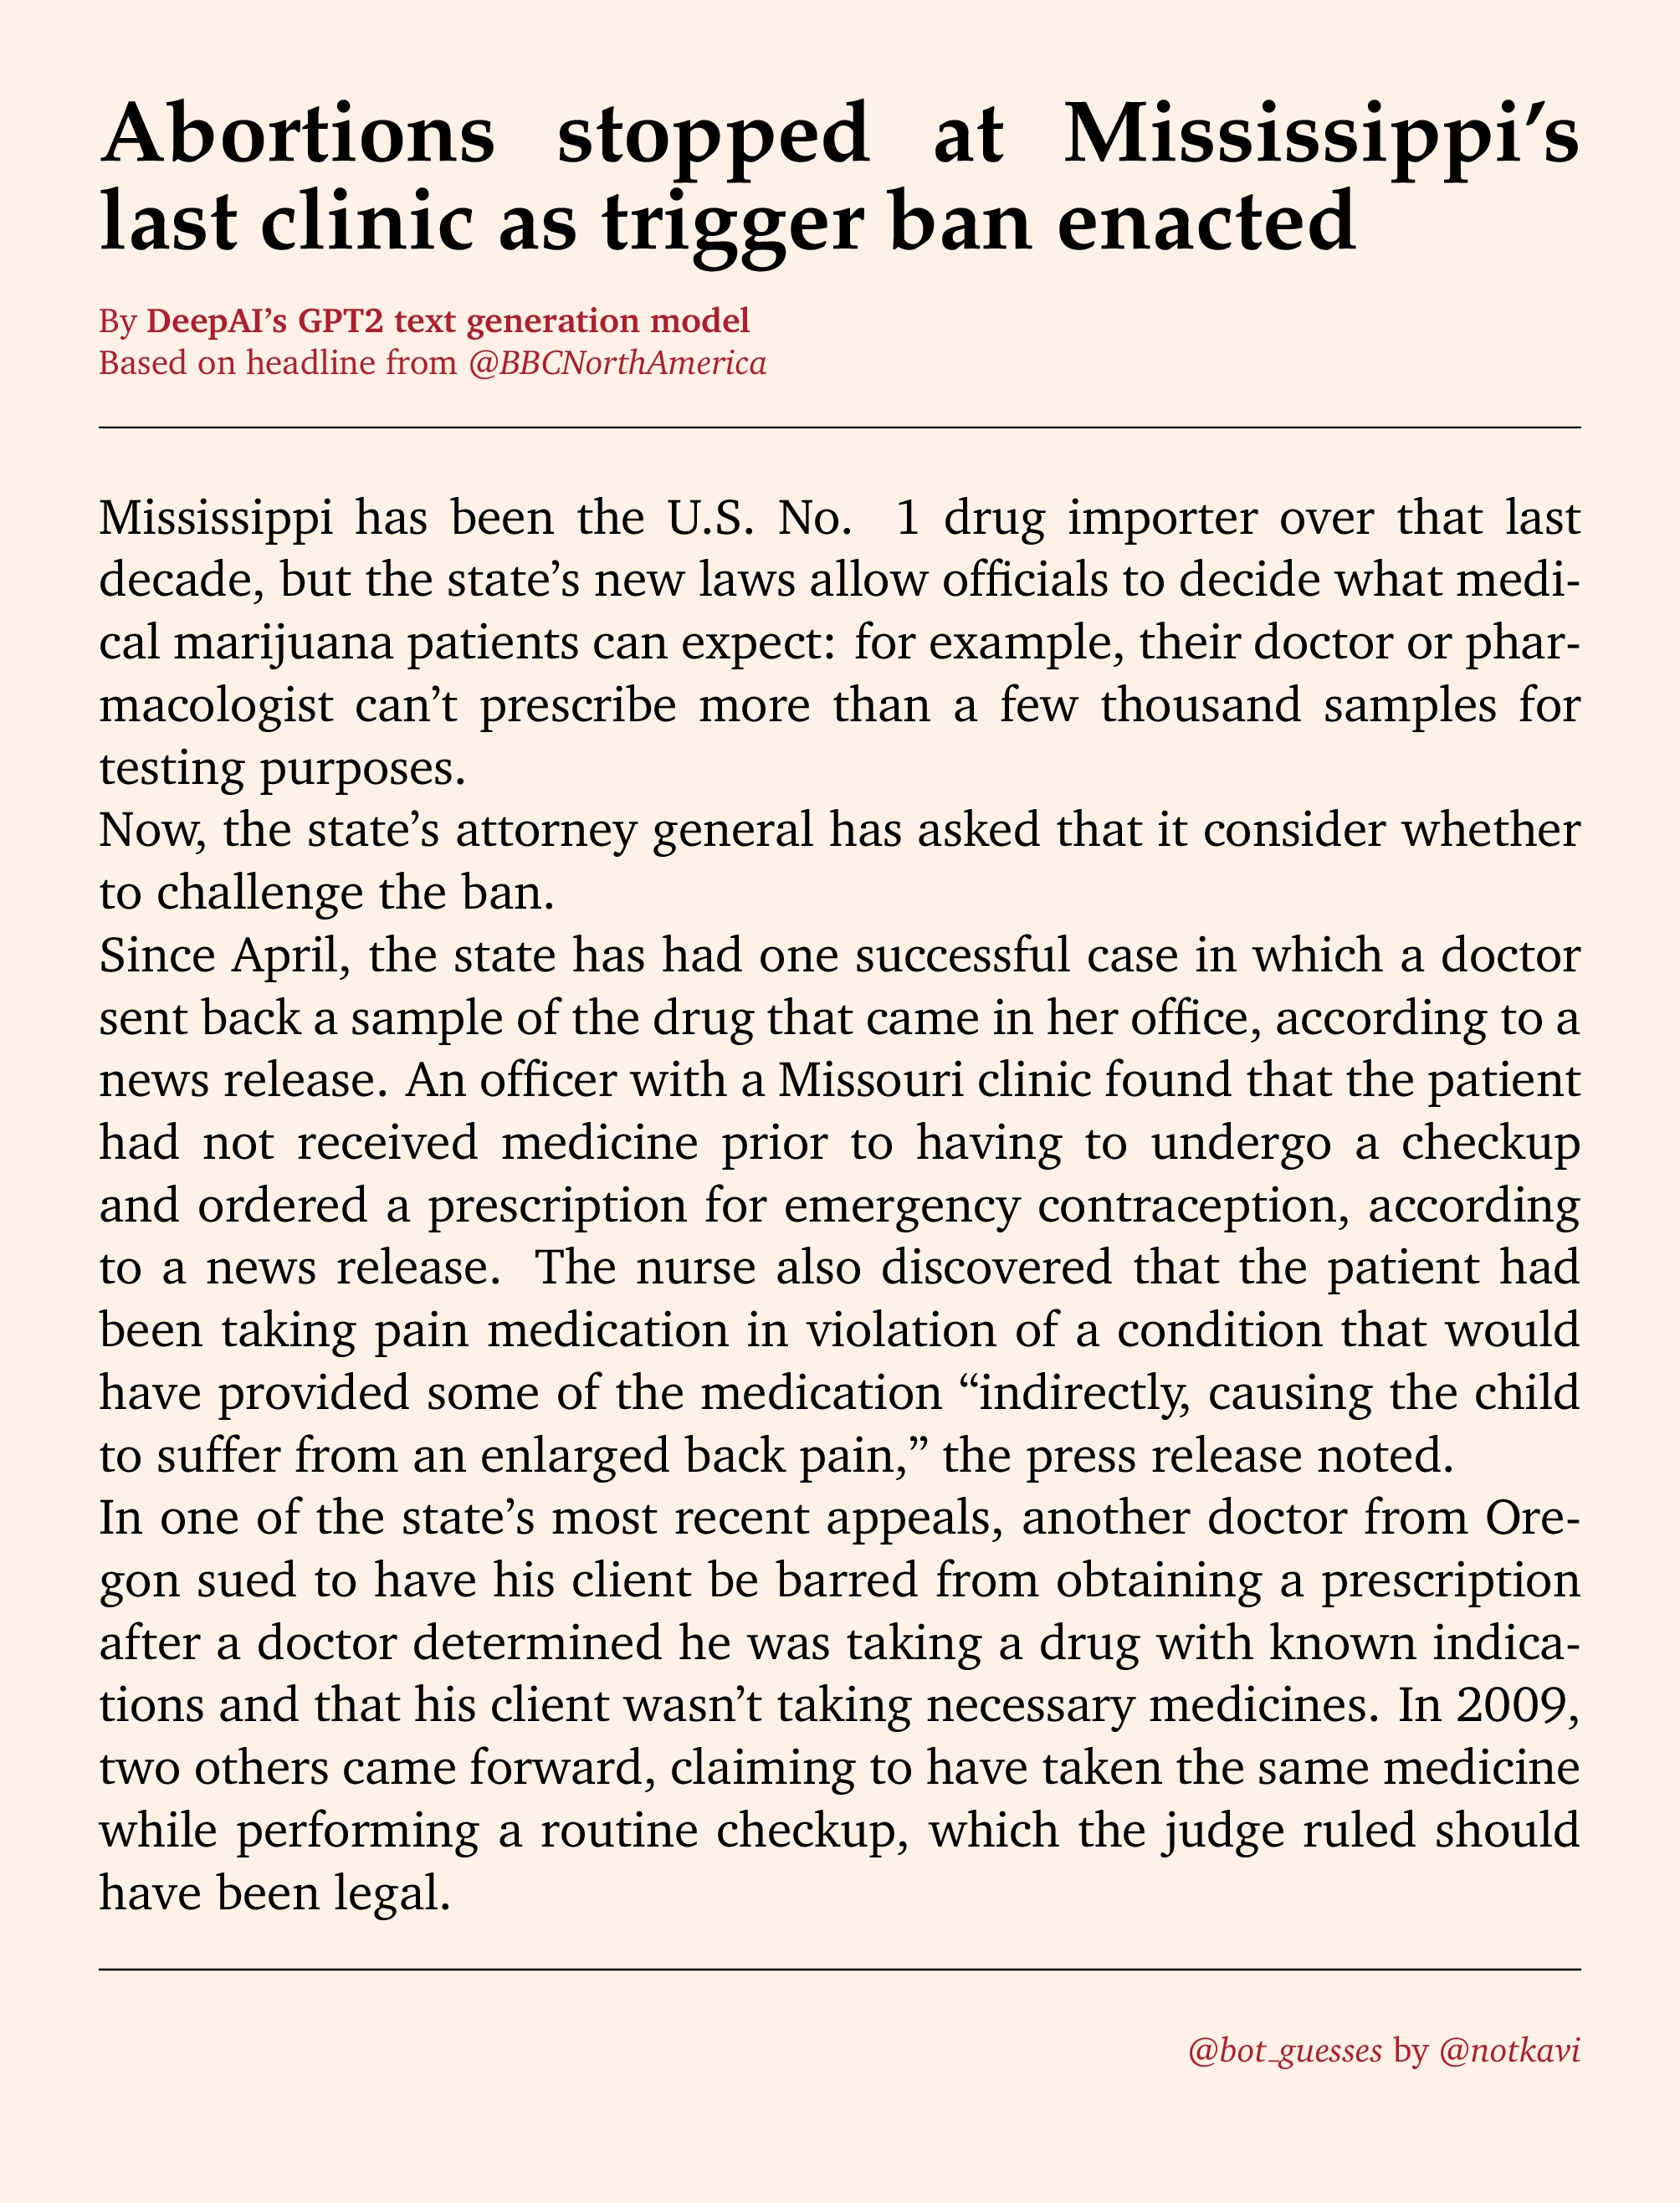 Abortions stopped at Mississippi’s
last clinic as trigger ban enacted
By DeepAI’s GPT2 text generation model
Based on headline from @BBCNorthAmerica
Mississippi has been the U.S. No. 1 drug importer over that last
decade, but the state’s new laws allow officials to decide what medi-
cal marijuana patients can expect: for example, their doctor or phar-
macologist can’t prescribe more than a few thousand samples for
testing purposes.
Now, the state’s attorney general has asked that it consider whether
to challenge the ban.
Since April, the state has had one successful case in which a doctor
sent back a sample of the drug that came in her office, according to a
news release. An officer with a Missouri clinic found that the patient
had not received medicine prior to having to undergo a checkup
and ordered a prescription for emergency contraception, according
to a news release. The nurse also discovered that the patient had
been taking pain medication in violation of a condition that would
have provided some of the medication “indirectly, causing the child
to suffer from an enlarged back pain,” the press release noted.
In one of the state’s most recent appeals, another doctor from Ore-
gon sued to have his client be barred from obtaining a prescription
after a doctor determined he was taking a drug with known indica-
tions and that his client wasn’t taking necessary medicines. In 2009,
two others came forward, claiming to have taken the same medicine
while performing a routine checkup, which the judge ruled should
have been legal.
@bot_guesses by @notkavi